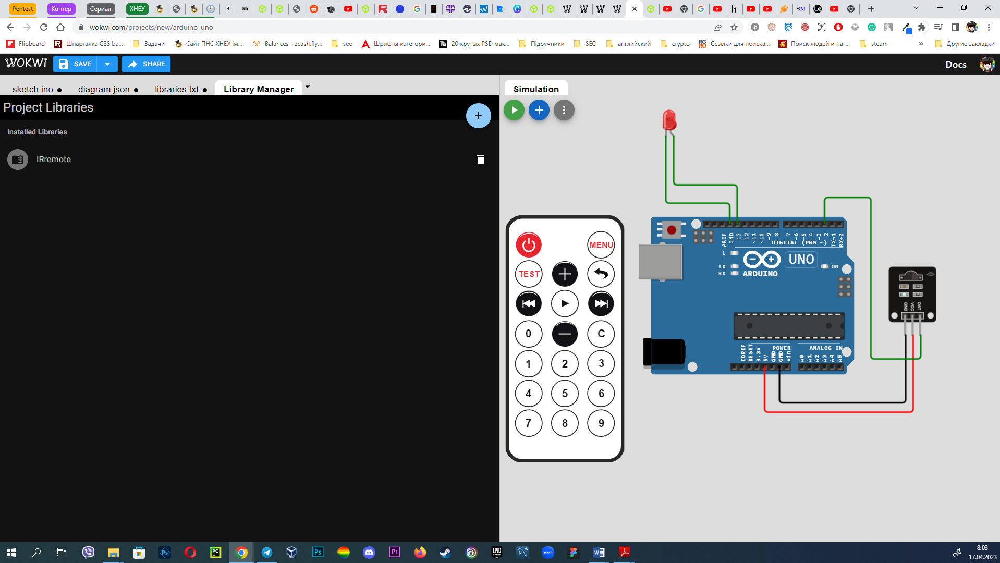 Pentest
Коптер
Сериал
ХНЕУ
wokwi.com/projects/new/arduino-uno
Flipboard
Шпаргалка CSS ba...
Задачи
Сайт ПНС ХНЕУ ім....
Balances - zcash.fly...
seo
Шрифты категори...
20 крутых PSD мак...
Підручники
SEO
английский
crypto
Ссылки для поиска...
Поиск людей и наг...
steam
»
Другие закладки
WOKWi
SAVE
SHARE
Docs
sketch.ino ●
diagram.json ●
libraries.txt ●
Library Manager
Simulation
Project Libraries
Installed Libraries
IRremote
MENU
TEST
0
C
1
2
3
4
5
6
7
8
9
AREF
GND
13
12
~11
~10
~9
8
7
~6
~5
4
~3
2
TX→1
RX←0
DIGITAL (PWM ~)
L
TX
RX
ARDUINO
UNO
ON
IOREF
RESET
3.3V
5V
GND
GND
Vin
POWER
ANALOG IN
A0
A1
A2
A3
A4
A5
GND
VCC
DAT
8:03
17.04.2023